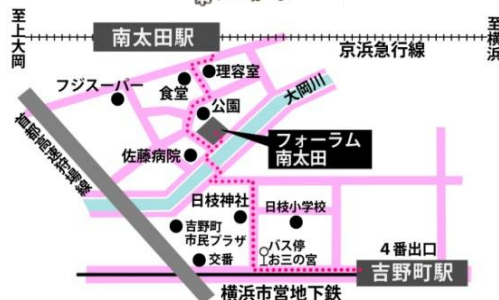 至上大岡
南太田駅
京浜急行線
至横浜
フジスーパー
食堂
理容室
公園
大岡川
首都高速狩場線
佐藤病院
フォーラム
南太田
日枝神社
日枝小学校
吉野町
市民プラザ
バス停
お三の宮
交番
4番出口
吉野町駅
横浜市営地下鉄